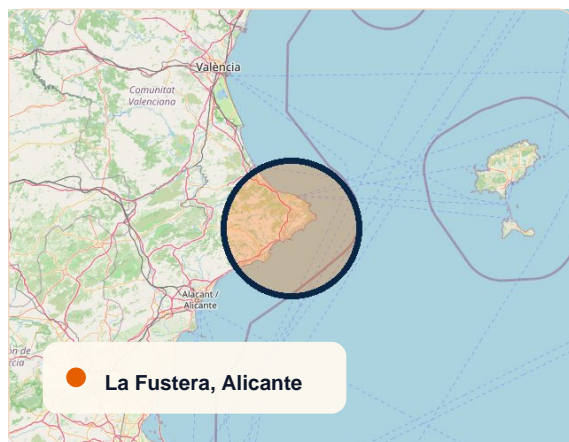 València
Comunitat
Valenciana
Alacant /
Alicante
La Fustera, Alicante